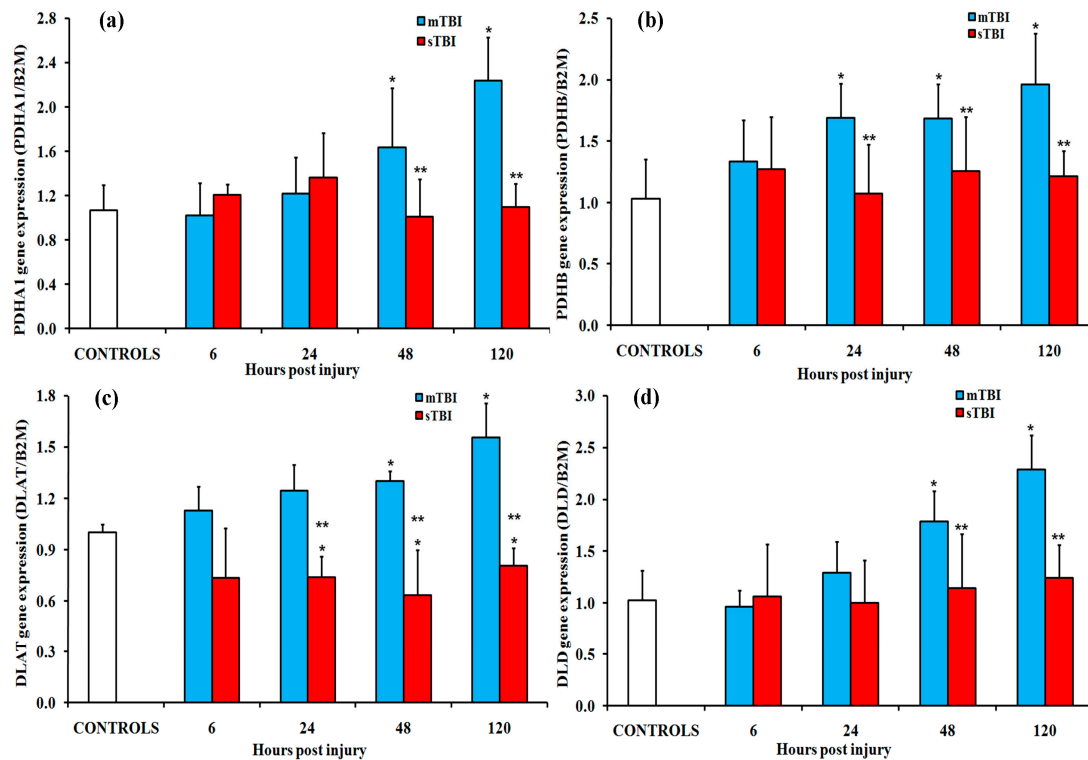 (a)
mTBI
sTBI
PDHA1 gene expression (PDHA1/B2M)
2.8
2.4
2.0
1.6
1.2
0.8
0.4
0.0
*
*
**
**
CONTROLS 6 24 48 120
Hours post injury
(b)
mTBI
sTBI
PDHB gene expression (PDHB/B2M)
2.5
2.0
1.5
1.0
0.5
0.0
*
*
*
**
**
**
CONTROLS 6 24 48 120
Hours post injury
(c)
mTBI
sTBI
DLAT gene expression (DLAT/B2M)
1.8
1.5
1.2
0.9
0.6
0.3
0.0
*
*
**
*
**
*
**
*
CONTROLS 6 24 48 120
Hours post injury
(d)
mTBI
sTBI
DLD gene expression (DLD/B2M)
3.0
2.5
2.0
1.5
1.0
0.5
0.0
*
*
**
**
CONTROLS 6 24 48 120
Hours post injury